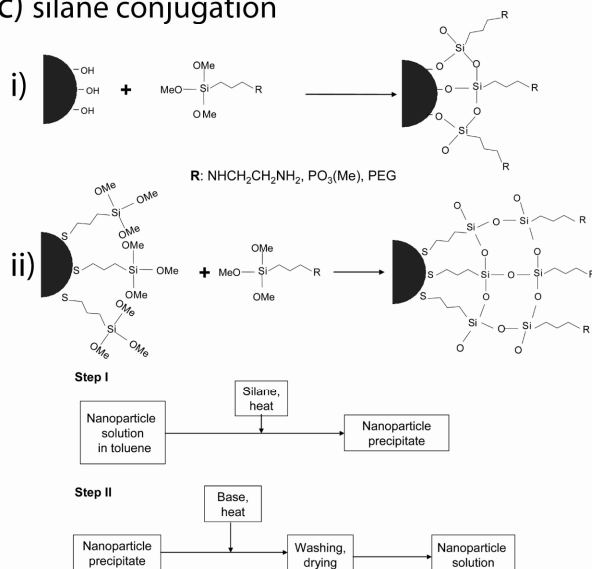 c) silane conjugation
i)
OH
OH
OH
+
OMe
MeO Si R
OMe
R
O Si
O O
O Si R
O O
Si
O R
R: NHCH₂CH₂NH₂, PO₃(Me), PEG
ii)
OMe
Si OMe
S OMe
OMe
S Si OMe
OMe
S OMe
Si
OMe OMe
+
OMe
MeO Si R
OMe
O O
Si O Si R
S O O
S Si O Si R
S O O
Si O Si R
O O
Step I
Silane,
heat
Nanoparticle
solution
in toluene
Nanoparticle
precipitate
Step II
Base,
heat
Nanoparticle
precipitate
Washing,
drying
Nanoparticle
solution